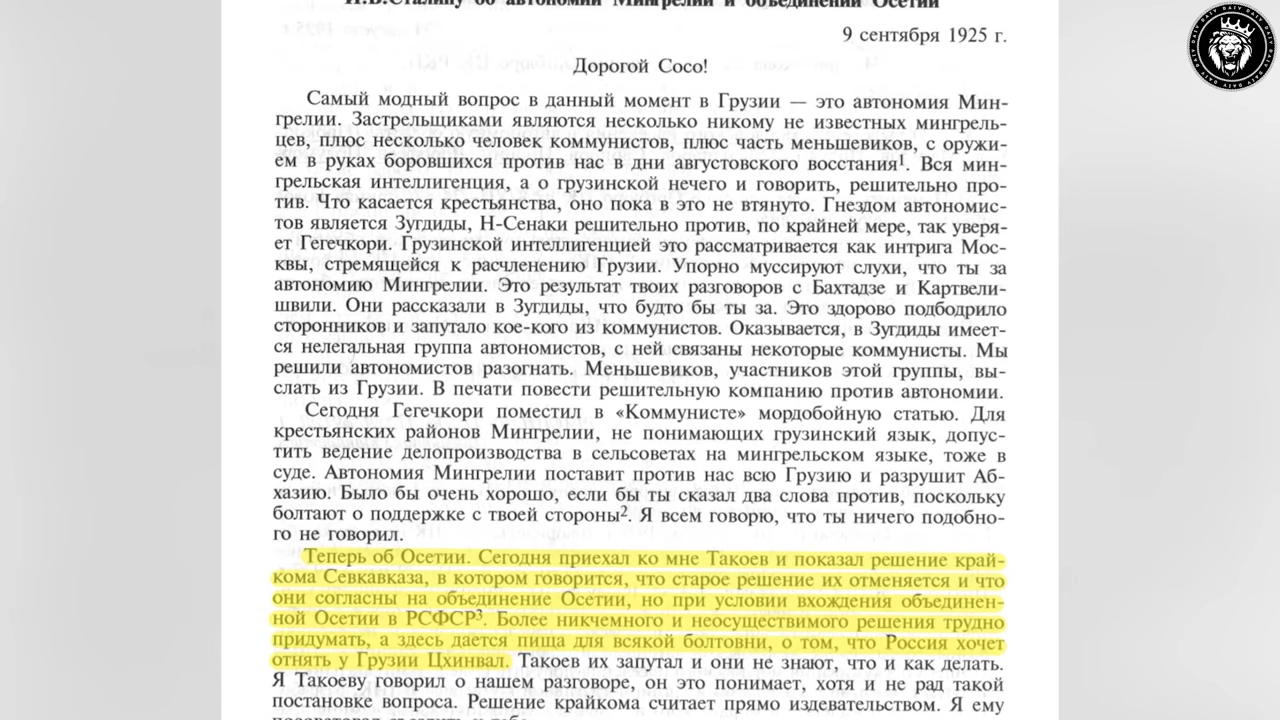 И.В.Сталину об автономии Мингрелии и объединении Осетии
9 сентября 1925 г.
Дорогой Сосо!
Самый модный вопрос в данный момент в Грузии — это автономия Мин-
грелии. Застрельщиками являются несколько никому не известных мингрель-
цев, плюс несколько человек коммунистов, плюс часть меньшевиков, с оружи-
ем в руках боровшихся против нас в дни августовского восстания1. Вся мин-
грельская интеллигенция, а о грузинской нечего и говорить, решительно про-
тив. Что касается крестьянства, оно пока в это не втянуто. Гнездом автономис-
тов является Зугдиды, Н-Сенаки решительно против, по крайней мере, так уверя-
ет Гегечкори. Грузинской интеллигенцией это рассматривается как интрига Мос-
квы, стремящейся к расчленению Грузии. Упорно муссируют слухи, что ты за
автономию Мингрелии. Это результат твоих разговоров с Бахтадзе и Картвели-
швили. Они рассказали в Зугдиды, что будто бы ты за. Это здорово подбодрило
сторонников и запутало кое-кого из коммунистов. Оказывается, в Зугдиды имеет-
ся нелегальная группа автономистов, с ней связаны некоторые коммунисты. Мы
решили автономистов разогнать. Меньшевиков, участников этой группы, вы-
слать из Грузии. В печати повести решительную компанию против автономии.
Сегодня Гегечкори поместил в «Коммунисте» мордобойную статью. Для
крестьянских районов Мингрелии, не понимающих грузинский язык, допус-
тить ведение делопроизводства в сельсоветах на мингрельском языке, тоже в
суде. Автономия Мингрелии поставит против нас всю Грузию и разрушит Аб-
хазию. Было бы очень хорошо, если бы ты сказал два слова против, поскольку
болтают о поддержке с твоей стороны2. Я всем говорю, что ты ничего подобно-
го не говорил.
Теперь об Осетии. Сегодня приехал ко мне Такоев и показал решение край-
кома Севкавказа, в котором говорится, что старое решение их отменяется и что
они согласны на объединение Осетии, но при условии вхождения объединен-
ной Осетии в РСФСР3. Более никчемного и неосуществимого решения трудно
придумать, а здесь дается пища для всякой болтовни, о том, что Россия хочет
отнять у Грузии Цхинвал. Такоев их запутал и они не знают, что и как делать.
Я Такоеву говорил о нашем разговоре, он это понимает, хотя и не рад такой
постановке вопроса. Решение крайкома считает прямо издевательством. Я ему